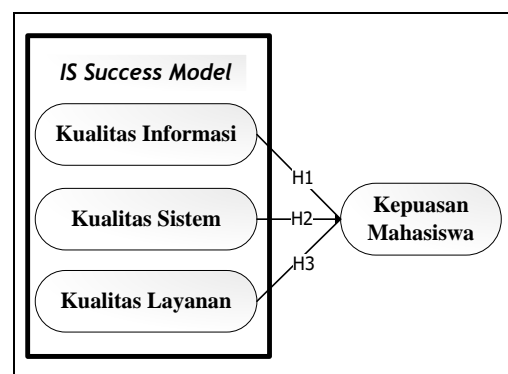 IS Success Model
Kualitas Informasi
H1
Kualitas Sistem
H2
Kepuasan
Mahasiswa
H3
Kualitas Layanan